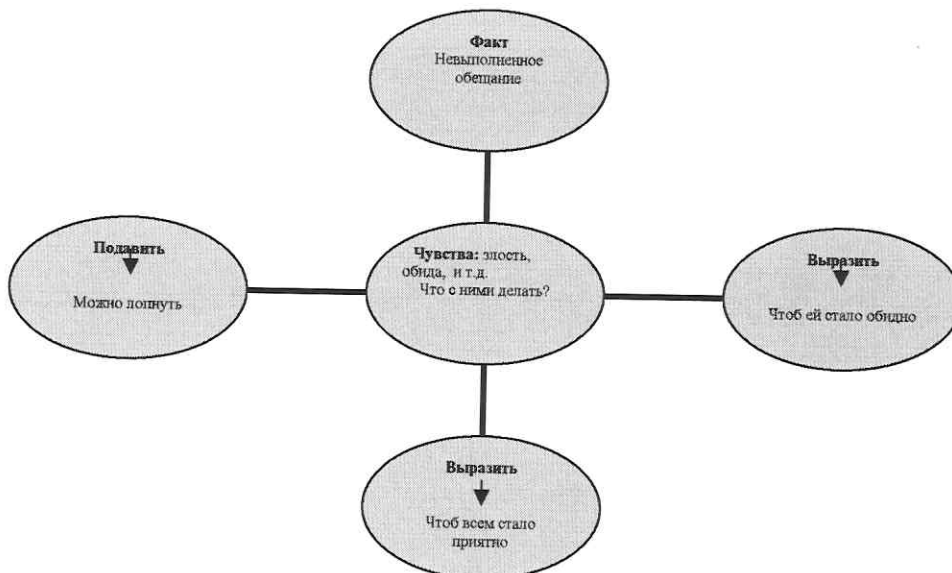 Факт
Невыполненное
обещание
Подавить
Можно лопнуть
Чувства: злость,
обида, и т.д.
Что с ними делать?
Выразить
Чтоб ей стало обидно
Выразить
Чтоб всем стало
приятно